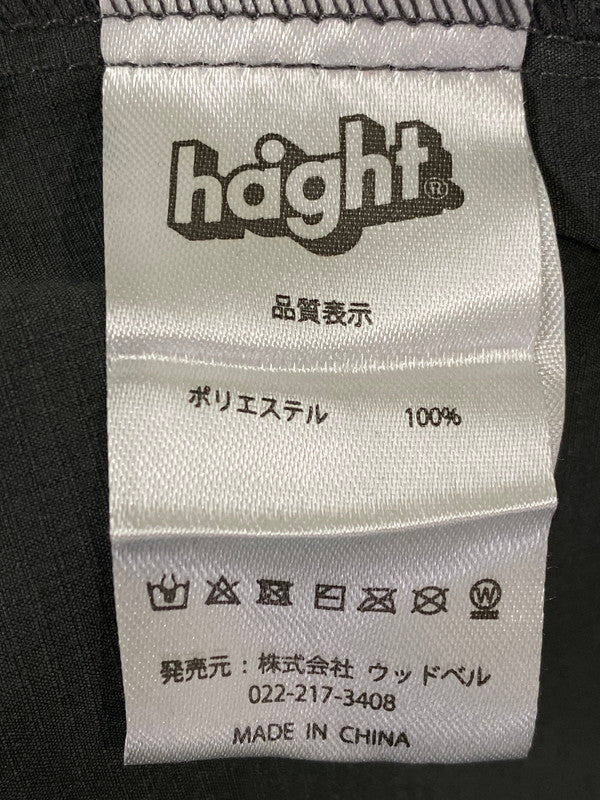 haight®
品質表示
ポリエステル 100%
W
発売元：株式会社 ウッドベル
022-217-3408
MADE IN CHINA